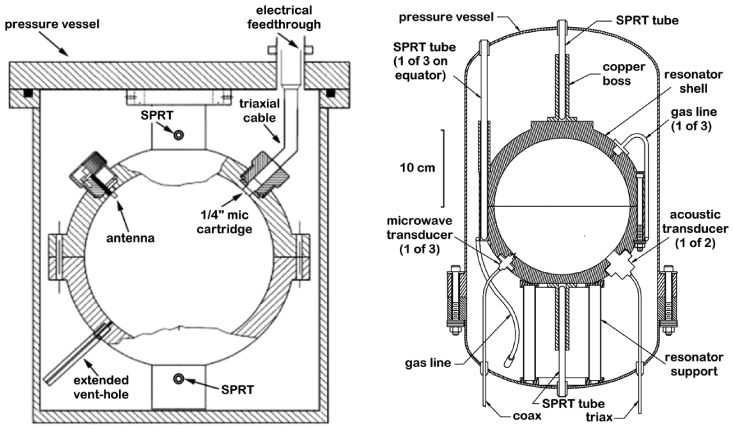 electrical
feedthrough
pressure vessel
triaxial
cable
SPRT
1/4" mic
cartridge
antenna
extended
vent-hole
SPRT
pressure vessel
SPRT tube
SPRT tube
(1 of 3 on
equator)
copper
boss
resonator
shell
gas line
(1 of 3)
10 cm
microwave
transducer
(1 of 3)
acoustic
transducer
(1 of 2)
gas line
resonator
support
SPRT tube
coax
triax